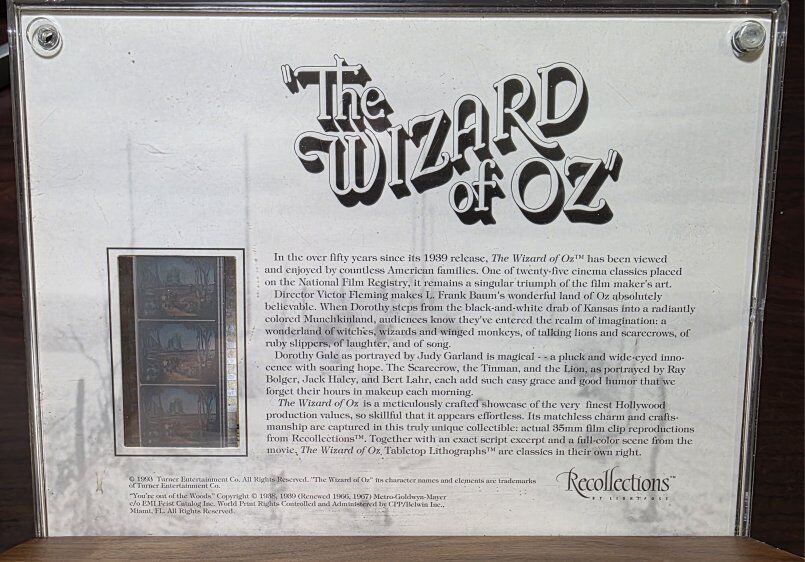 "The
WIZARD
of OZ"
In the over fifty years since its 1939 release, The Wizard of Oz™ has been viewed
and enjoyed by countless American families. One of twenty-five cinema classics placed
on the National Film Registry, it remains a singular triumph of the film maker's art.
Director Victor Fleming makes L. Frank Baum's wonderful land of Oz absolutely
believable. When Dorothy steps from the black-and-white drab of Kansas into a radiantly
colored Munchkinland, audiences know they've entered the realm of imagination: a
wonderland of witches, wizards and winged monkeys, of talking lions and scarecrows, of
ruby slippers, of laughter, and of song.
Dorothy Gale as portrayed by Judy Garland is magical - - a pluck and wide-eyed inno-
cence with soaring hope. The Scarecrow, the Tinman, and the Lion, as portrayed by Ray
Bolger, Jack Haley, and Bert Lahr, each add such easy grace and good humor that we
forget their hours in makeup each morning.
The Wizard of Oz is a meticulously crafted showcase of the very finest Hollywood
production values, so skillful that it appears effortless. Its matchless charm and crafts-
manship are captured in this truly unique collectible: actual 35mm film clip reproductions
from Recollections™. Together with an exact script excerpt and a full-color scene from the
movie, The Wizard of Oz Tabletop Lithographs™ are classics in their own right.
© 1993 Turner Entertainment Co. All Rights Reserved. "The Wizard of Oz" its character names and elements are trademarks
of Turner Entertainment Co.
"You're out of the Woods" Copyright © 1938, 1939 (Renewed 1966, 1967) Metro-Goldwyn-Mayer
c/o EMI Feist Catalog Inc. World Print Rights Controlled and Administered by CPP/Belwin Inc.,
Miami, FL. All Rights Reserved.
Recollections™
BY LIGHTPOST